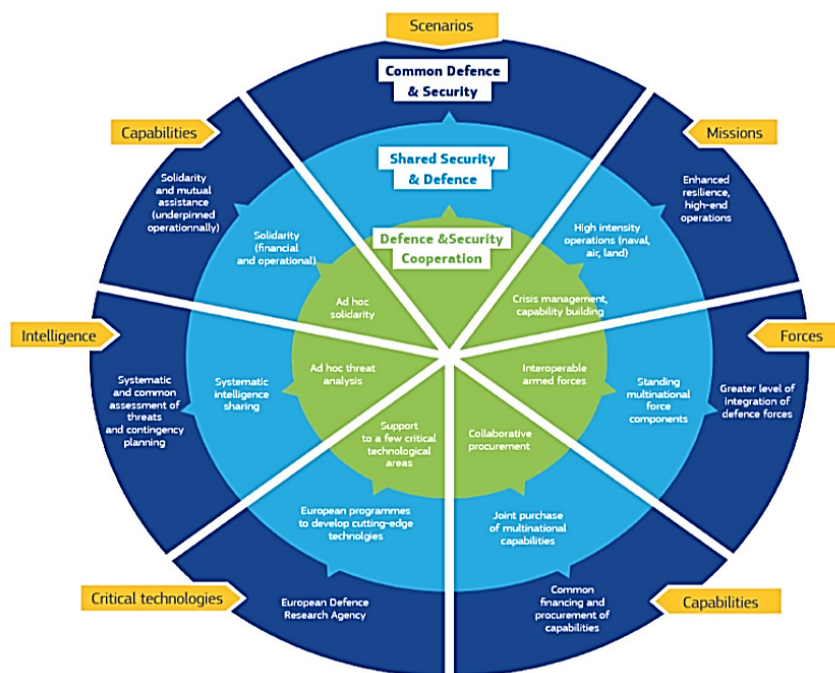 Scenarios
Common Defence
& Security
Shared Security
& Defence
Defence &Security
Cooperation
Missions
Enhanced
resilience,
high-end
operations
High intensity
operations (naval,
air, land)
Crisis management,
capability building
Forces
Greater level of
integration of
defence forces
Standing
multinational
force
components
Interoperable
armed forces
Capabilities
Common
financing and
procurement of
capabilities
Joint purchase
of multinational
capabilities
Collaborative
procurement
Critical technologies
European Defence
Research Agency
European programmes
to develop cutting-edge
technolgies
Support
to a few critical
technological
areas
Intelligence
Systematic
and common
assessment of
threats
and contingency
planning
Systematic
intelligence
sharing
Ad hoc threat
analysis
Capabilities
Solidarity
and mutual
assistance
(underpinned
operationnally)
Solidarity
(financial
and operational)
Ad hoc
solidarity